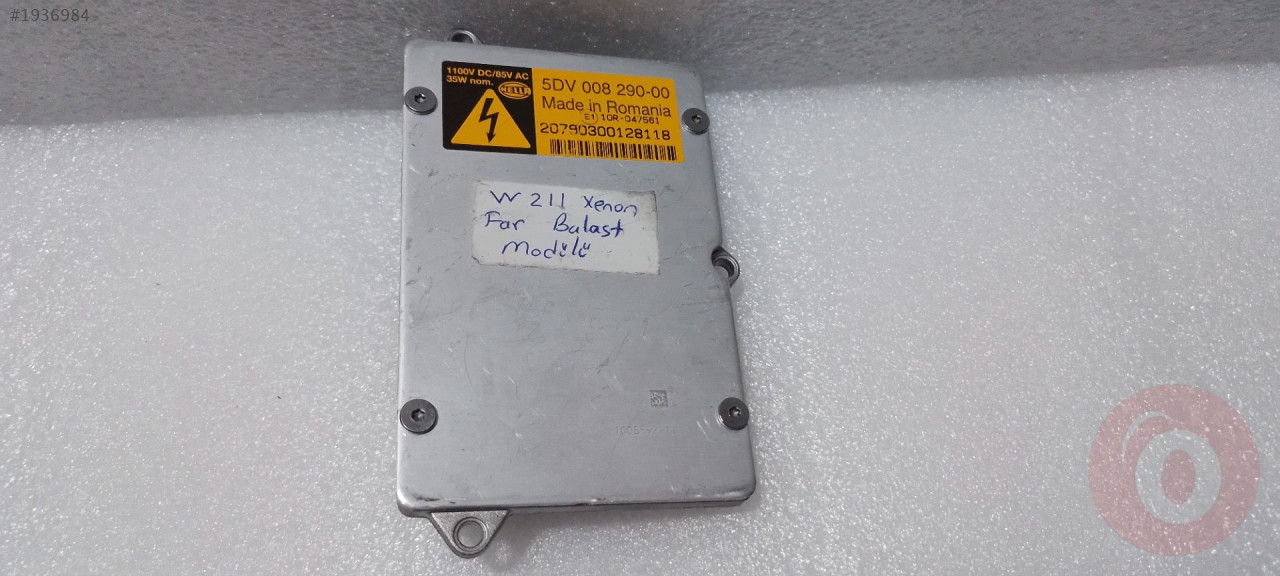 #1936984
1100V DC/85V AC
35W nom.
HELLA
5DV 008 290-00
Made in Romania
E1 10R-047561
20790300128118
W 211 Xenon
Far Balast
Modülü